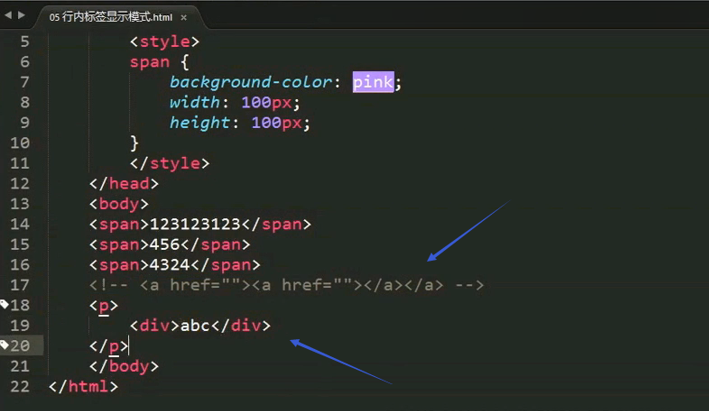 05 行内标签显示模式.html ×
5 <style>
6 span {
7 background-color: pink;
8 width: 100px;
9 height: 100px;
10 }
11 </style>
12 </head>
13 <body>
14 <span>123123123</span>
15 <span>456</span>
16 <span>4324</span>
17 <!-- <a href=""><a href=""></a></a> -->
18 <p>
19 <div>abc</div>
20 </p>
21 </body>
22 </html>